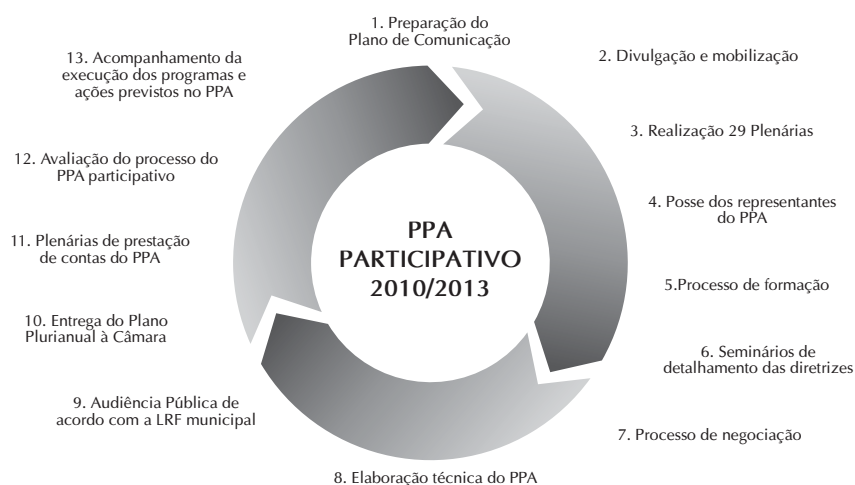 1. Preparação do
Plano de Comunicação
2. Divulgação e mobilização
3. Realização 29 Plenárias
4. Posse dos representantes
do PPA
5.Processo de formação
6. Seminários de
detalhamento das diretrizes
7. Processo de negociação
8. Elaboração técnica do PPA
9. Audiência Pública de
acordo com a LRF municipal
10. Entrega do Plano
Plurianual à Câmara
11. Plenárias de prestação
de contas do PPA
12. Avaliação do processo do
PPA participativo
13. Acompanhamento da
execução dos programas e
ações previstos no PPA
PPA
PARTICIPATIVO
2010/2013